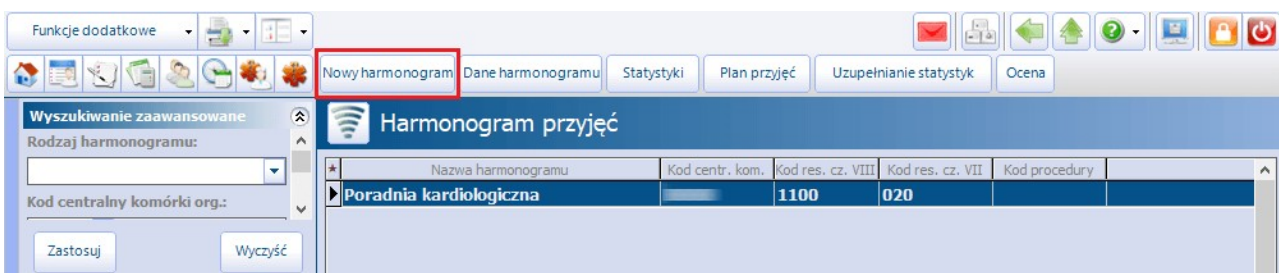 Funkcje dodatkowe
Nowy harmonogram Dane harmonogramu Statystyki Plan przyjęć Uzupełnianie statystyk Ocena
Wyszukiwanie zaawansowane
Rodzaj harmonogramu:
Kod centralny komórki org.:
Zastosuj Wyczyść
Harmonogram przyjęć
Nazwa harmonogramu Kod centr. kom. Kod res. cz. VIII Kod res. cz. VII Kod procedury
Poradnia kardiologiczna 1100 020